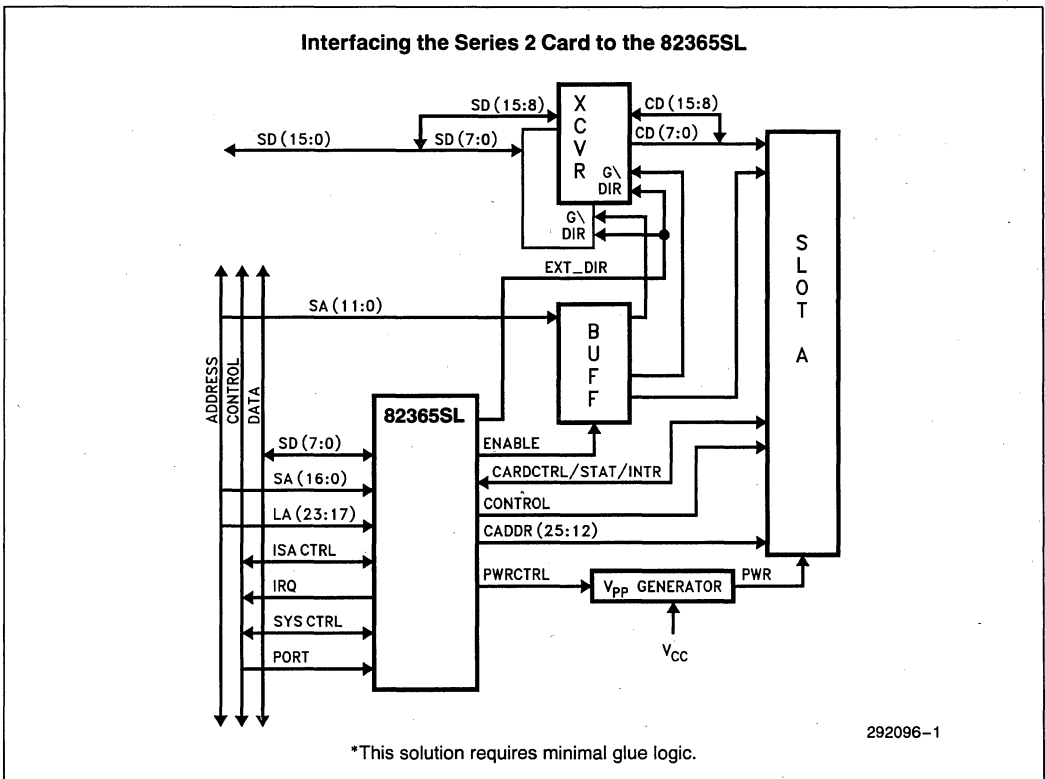 Interfacing the Series 2 Card to the 82365SL
SD (15:8)
XCVR
CD (15:8)
SD (15:0)
SD (7:0)
CD (7:0)
G\
DIR
G\
DIR
SLOT A
EXT_DIR
SA (11:0)
BUFF
ADDRESS
CONTROL
DATA
82365SL
SD (7:0)
ENABLE
CARDCTRL/STAT/INTR
SA (16:0)
CONTROL
LA (23:17)
CADDR (25:12)
ISA CTRL
PWRCTRL
VPP GENERATOR
PWR
IRQ
SYS CTRL
VCC
PORT
292096-1
*This solution requires minimal glue logic.